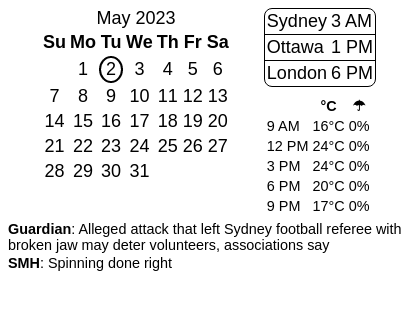 May 2023
Su Mo Tu We Th Fr Sa
1 2 3 4 5 6
7 8 9 10 11 12 13
14 15 16 17 18 19 20
21 22 23 24 25 26 27
28 29 30 31
Sydney 3 AM
Ottawa 1 PM
London 6 PM
°C ☂
9 AM 16°C 0%
12 PM 24°C 0%
3 PM 24°C 0%
6 PM 20°C 0%
9 PM 17°C 0%
Guardian: Alleged attack that left Sydney football referee with
broken jaw may deter volunteers, associations say
SMH: Spinning done right